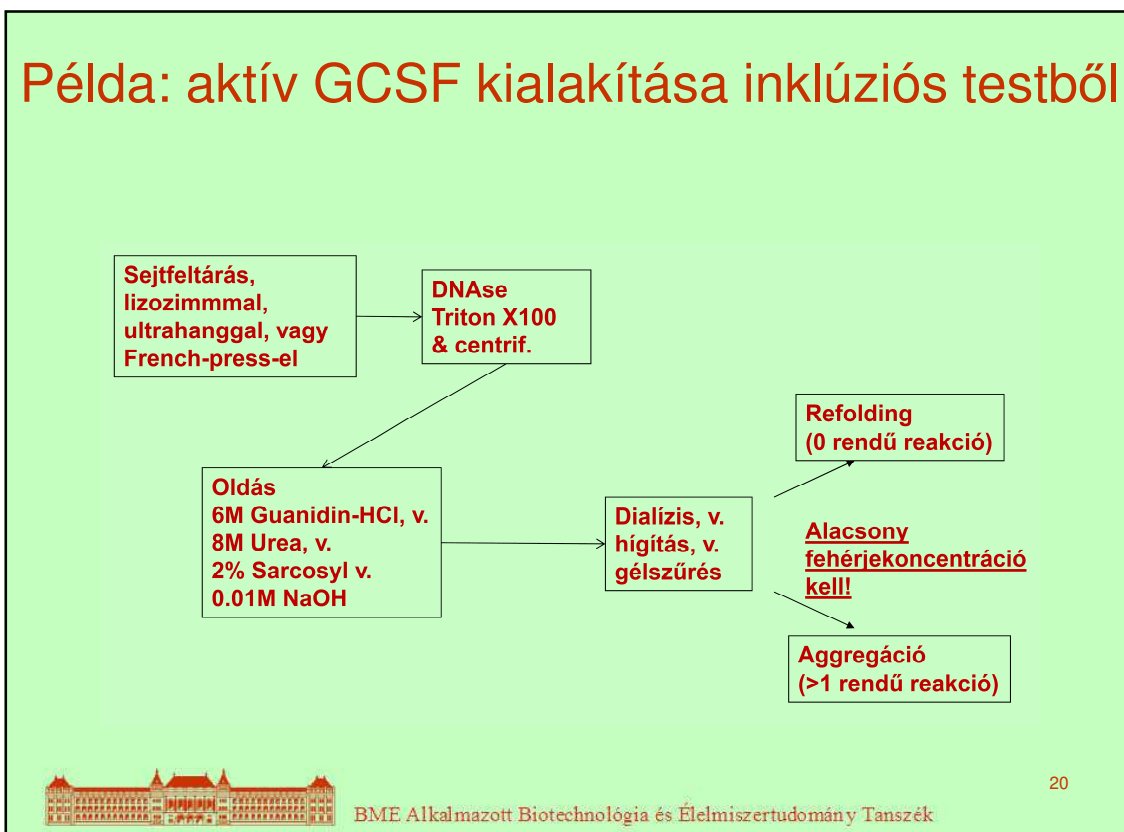 Példa: aktív GCSF kialakítása inklúziós testből
Sejtfeltárás,
lizozimmmal,
ultrahanggal, vagy
French-press-el
DNAse
Triton X100
& centrif.
Oldás
6M Guanidin-HCl, v.
8M Urea, v.
2% Sarcosyl v.
0.01M NaOH
Dialízis, v.
hígítás, v.
gélszűrés
Refolding
(0 rendű reakció)
Alacsony
fehérjekoncentráció
kell!
Aggregáció
(>1 rendű reakció)
20
BME Alkalmazott Biotechnológia és Élelmiszertudomány Tanszék